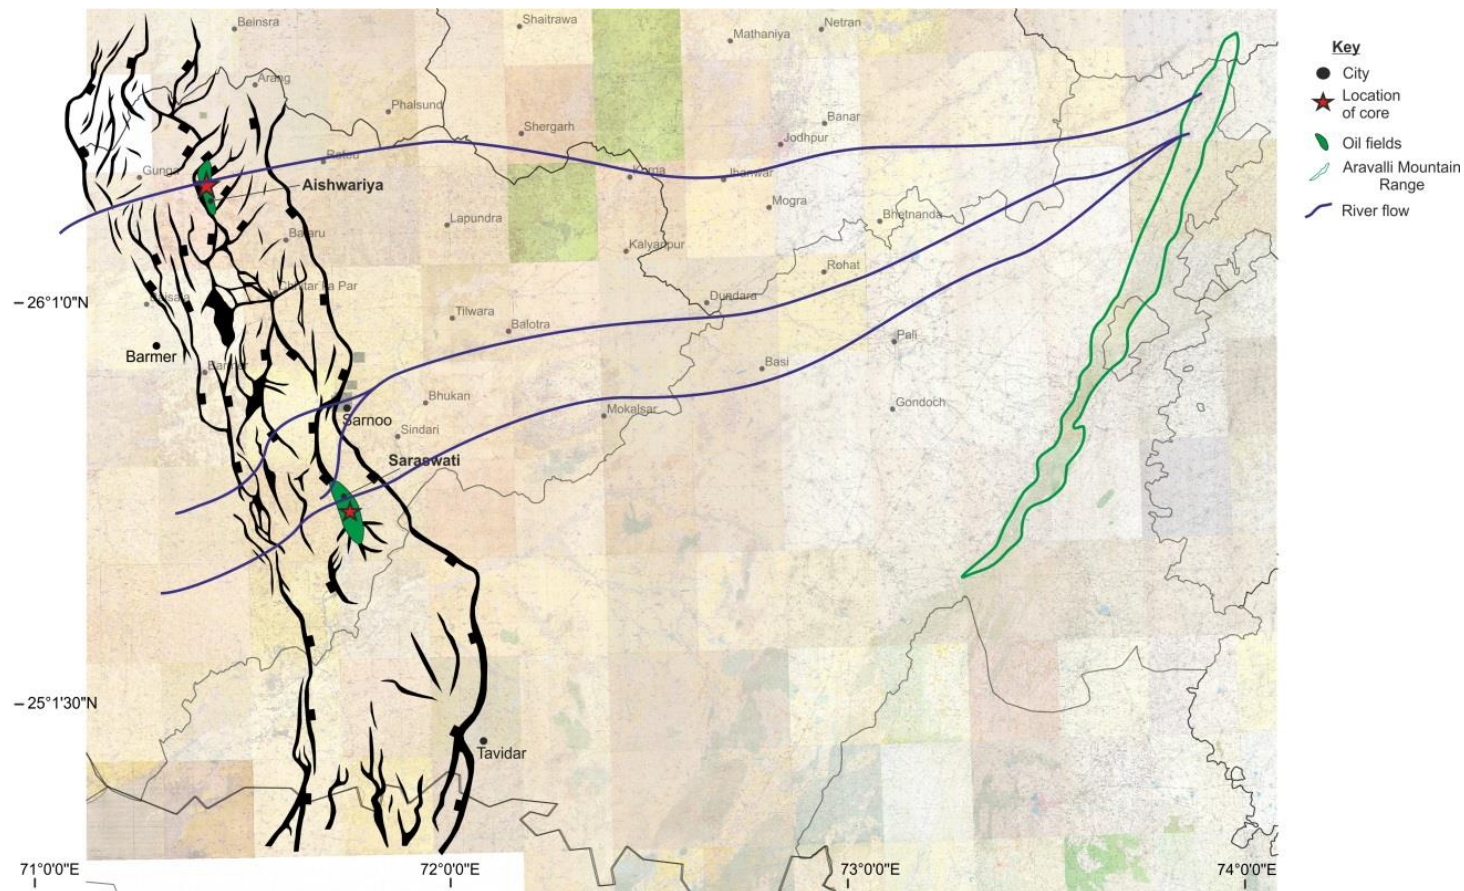 Beinsra
Shaitrawa
Mathaniya
Netran
Key
City
Location
of core
Oil fields
Aravalli Mountain
Range
River flow
Arang
Phalsund
Shergarh
Banar
Jodhpur
Gunga
Aishwariya
Jhanwar
Mogra
Lapundra
Bhetnanda
Kalyanpur
Rohat
Chhitar ka Par
Dundara
26°1'0"N
Tilwara
Balotra
Pali
Barmer
Basi
Bhukan
Mokalsar
Gondoch
Sarnoo
Sindari
Saraswati
25°1'30"N
Tavidar
71°0'0"E
72°0'0"E
73°0'0"E
74°0'0"E